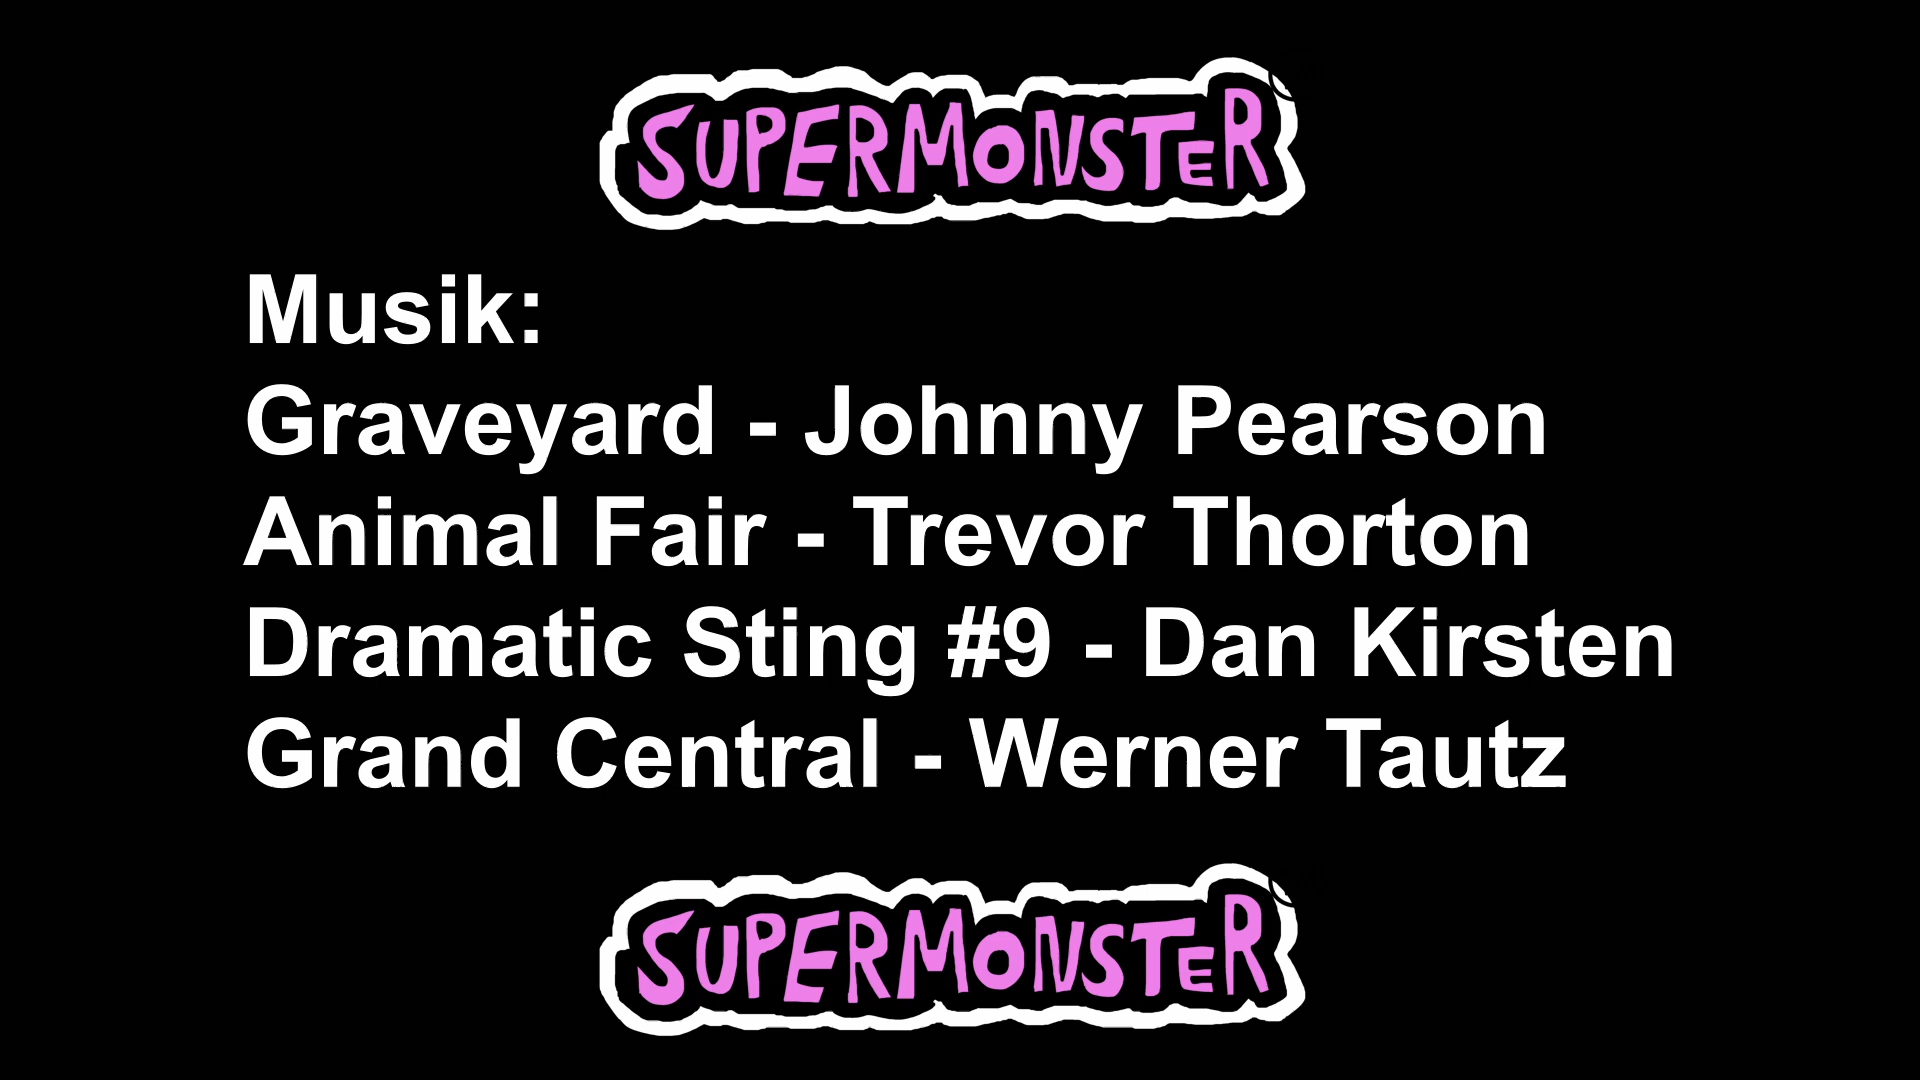 SUPERMONSTER
Musik:
Graveyard - Johnny Pearson
Animal Fair - Trevor Thorton
Dramatic Sting #9 - Dan Kirsten
Grand Central - Werner Tautz
SUPERMONSTER